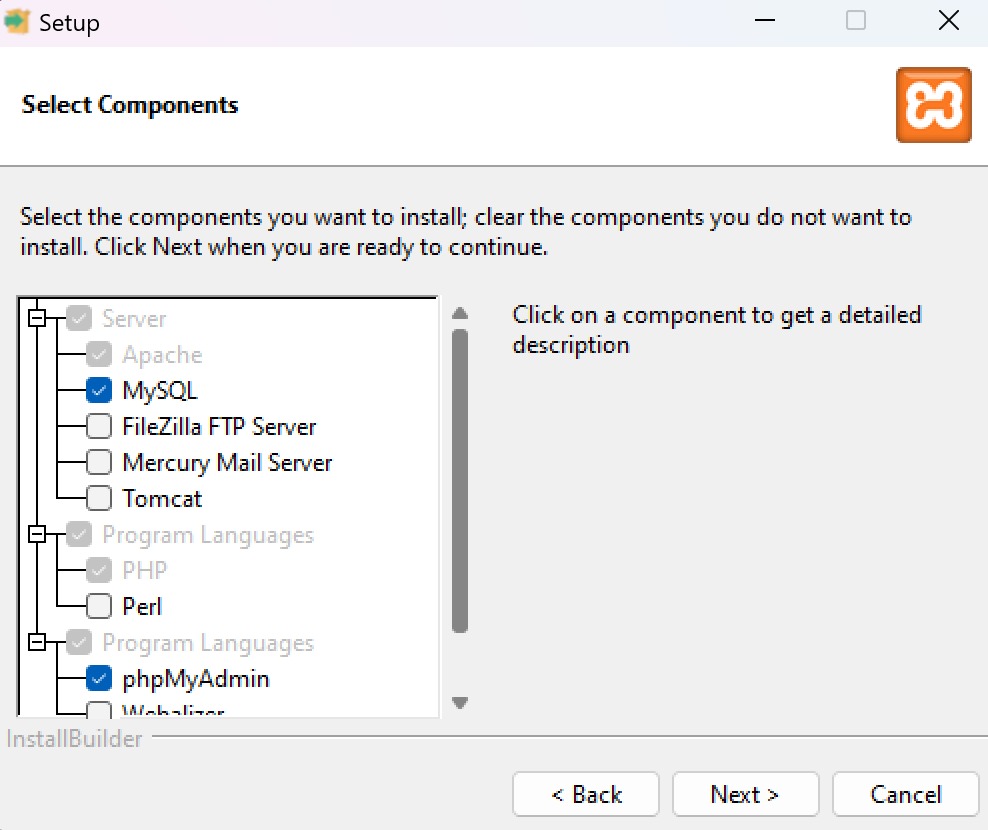 Setup
Select Components
Select the components you want to install; clear the components you do not want to
install. Click Next when you are ready to continue.
Server
Apache
MySQL
FileZilla FTP Server
Mercury Mail Server
Tomcat
Program Languages
PHP
Perl
Program Languages
phpMyAdmin
Webalizer
Click on a component to get a detailed
description
InstallBuilder
< Back
Next >
Cancel